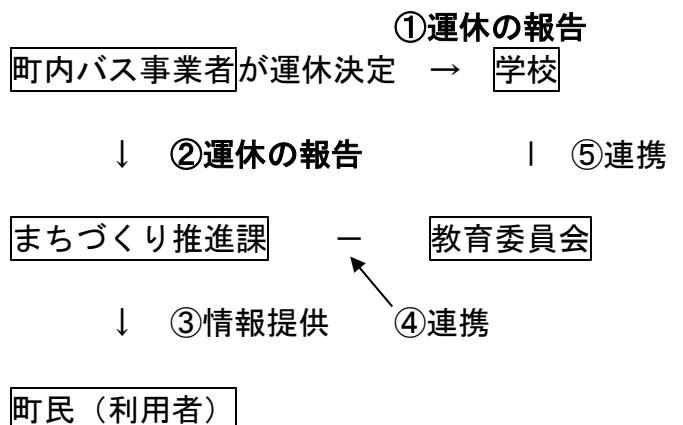 ①運休の報告
町内バス事業者が運休決定 → 学校
↓ ②運休の報告 | ⑤連携
まちづくり推進課 − 教育委員会
↓ ③情報提供 ④連携
町民（利用者）